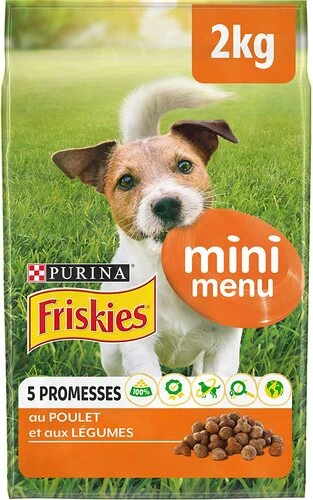 2kg
PURINA
Friskies
mini
menu
5 PROMESSES
100%
au POULET
et aux LÉGUMES